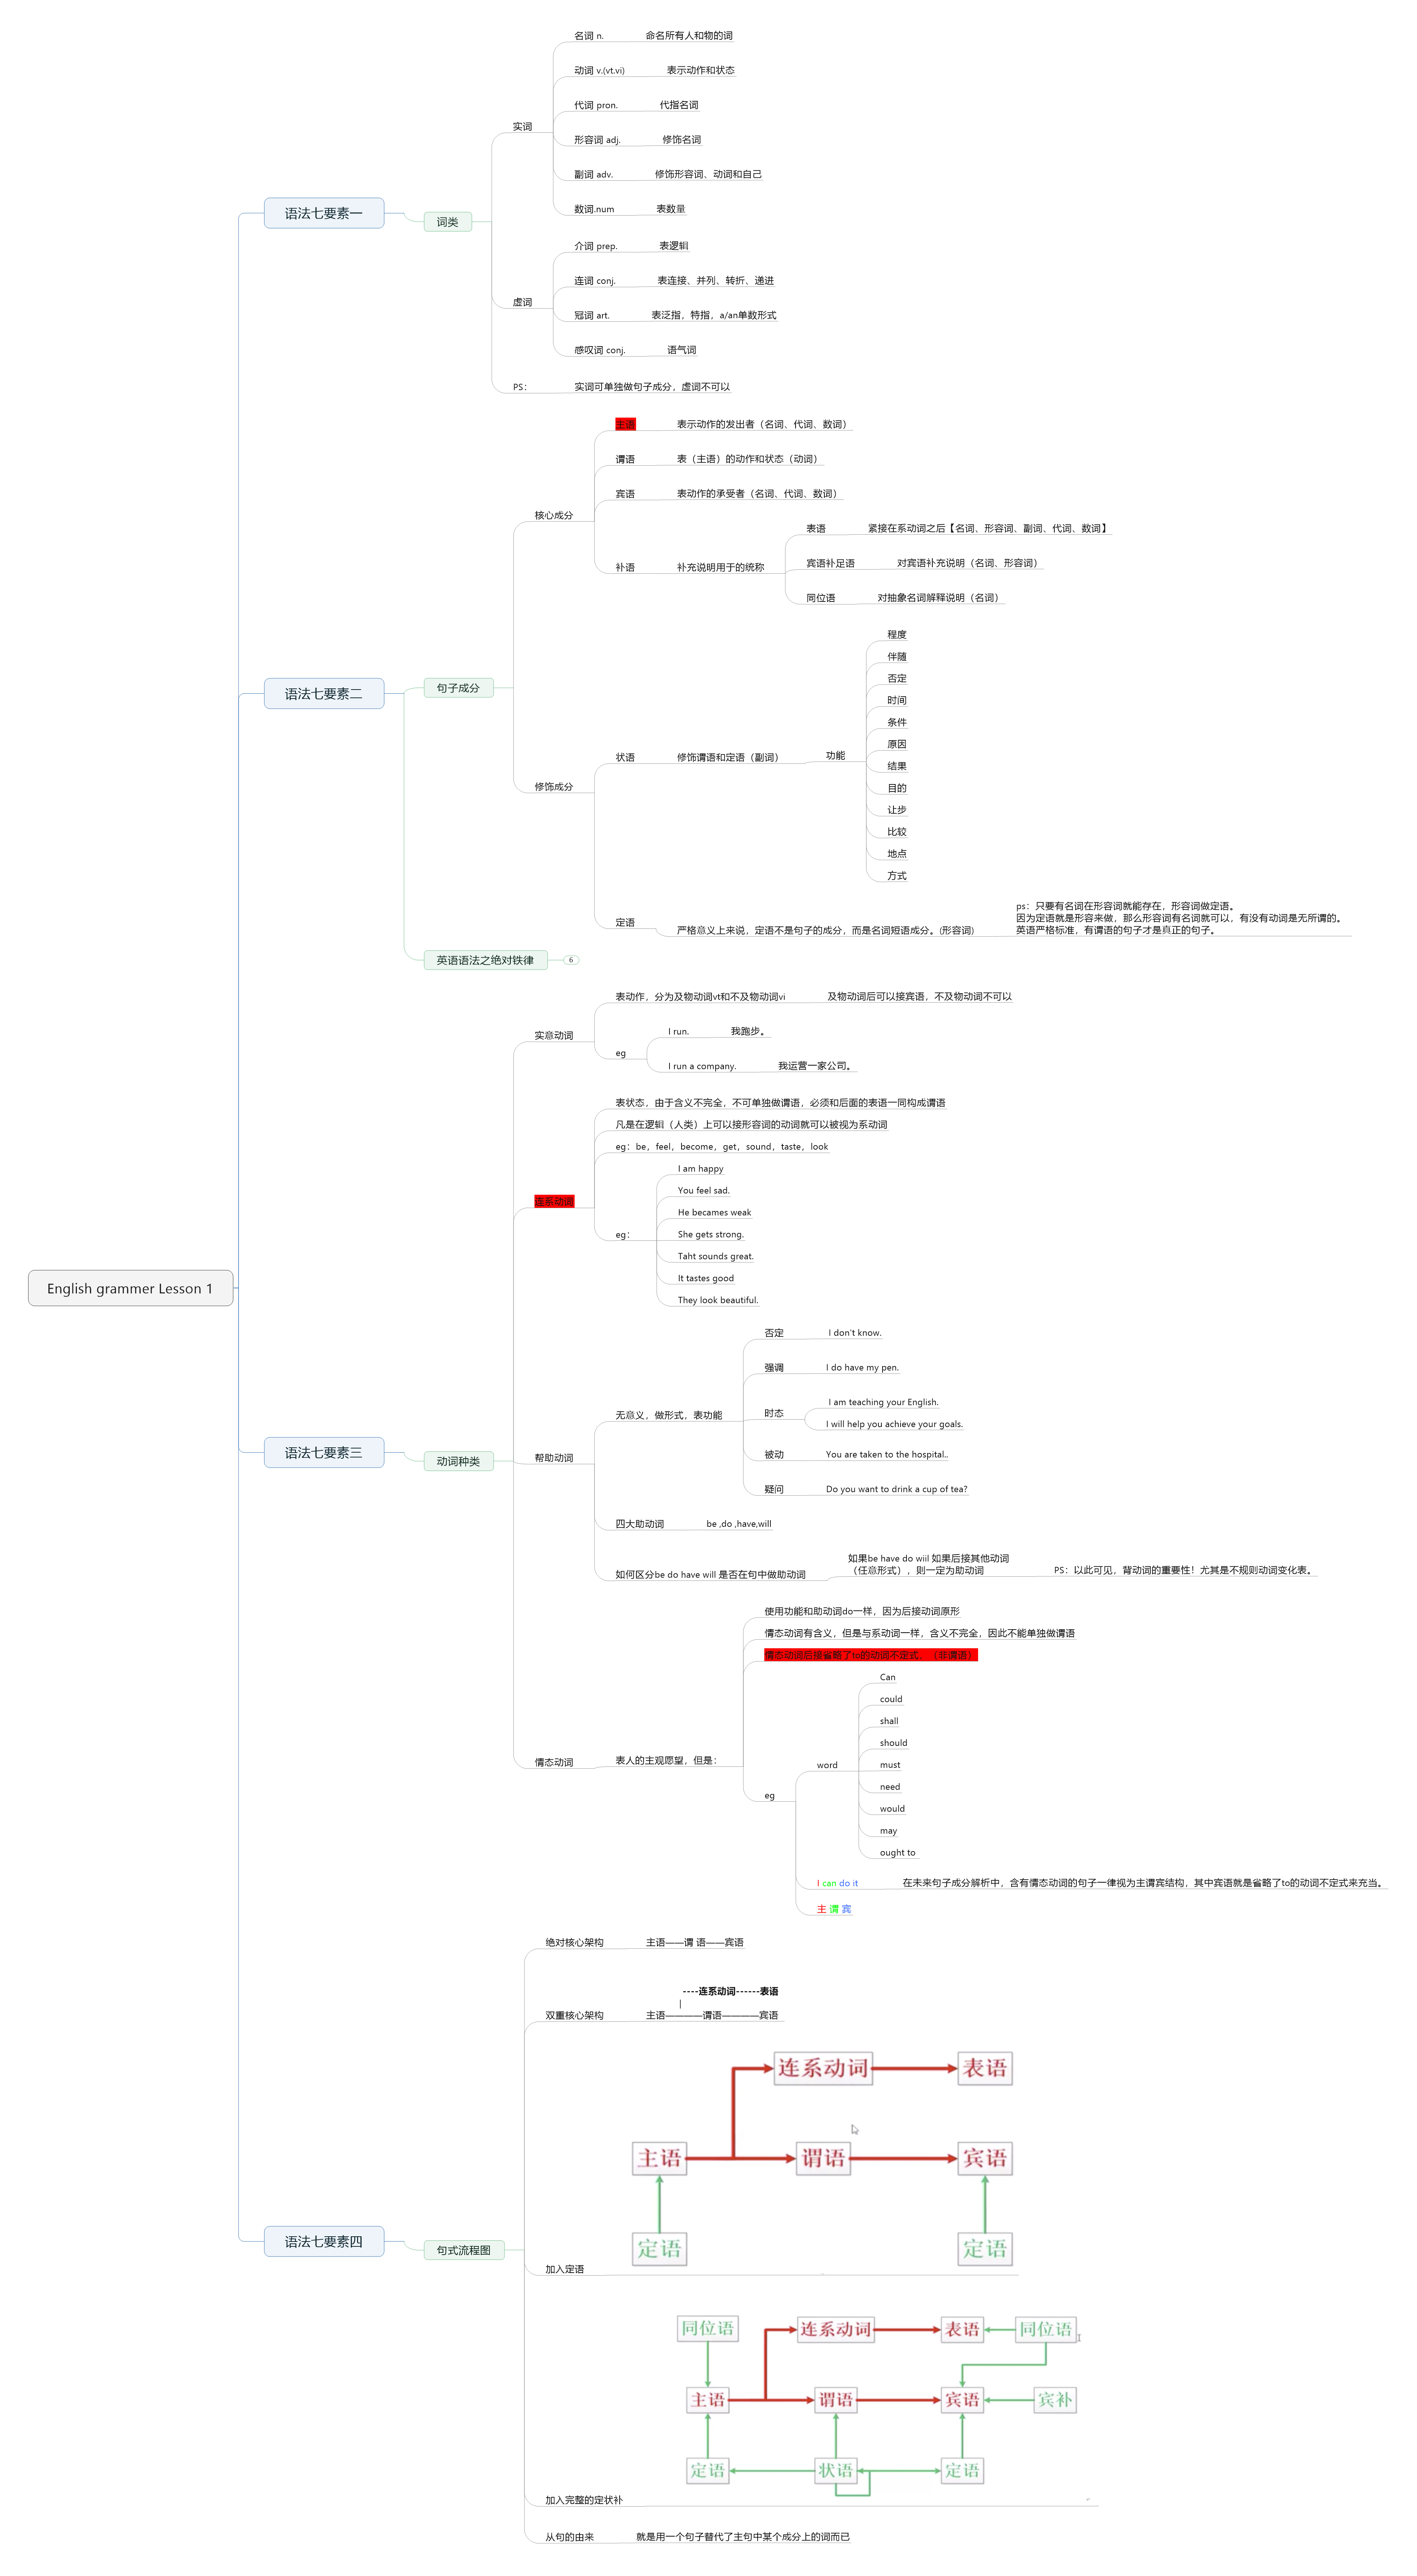 English grammer Lesson 1
语法七要素一
词类
实词
名词 n.
命名所有人和物的词
动词 v.(vt.vi)
表示动作和状态
代词 pron.
代指名词
形容词 adj.
修饰名词
副词 adv.
修饰形容词、动词和自己
数词.num
表数量
虚词
介词 prep.
表逻辑
连词 conj.
表连接、并列、转折、递进
冠词 art.
表泛指，特指，a/an单数形式
感叹词 conj.
语气词
PS：
实词可单独做句子成分，虚词不可以
语法七要素二
句子成分
核心成分
主语
表示动作的发出者（名词、代词、数词）
谓语
表（主语）的动作和状态（动词）
宾语
表动作的承受者（名词、代词、数词）
补语
补充说明用于的统称
表语
紧接在系动词之后【名词、形容词、副词、代词、数词】
宾语补足语
对宾语补充说明（名词、形容词）
同位语
对抽象名词解释说明（名词）
修饰成分
状语
修饰谓语和定语（副词）
功能
程度
伴随
否定
时间
条件
原因
结果
目的
让步
比较
地点
方式
定语
严格意义上来说，定语不是句子的成分，而是名词短语成分。(形容词)
ps：只要有名词在形容词就能存在，形容词做定语。
因为定语就是形容来做，那么形容词有名词就可以，有没有动词是无所谓的。
英语严格标准，有谓语的句子才是真正的句子。
英语语法之绝对铁律
6
语法七要素三
动词种类
实意动词
表动作，分为及物动词vt和不及物动词vi
及物动词后可以接宾语，不及物动词不可以
eg
I run.
我跑步。
I run a company.
我运营一家公司。
连系动词
表状态，由于含义不完全，不可单独做谓语，必须和后面的表语一同构成谓语
凡是在逻辑（人类）上可以接形容词的动词就可以被视为系动词
eg：be，feel，become，get，sound，taste，look
eg：
I am happy
You feel sad.
He becames weak
She gets strong.
Taht sounds great.
It tastes good
They look beautiful.
帮助动词
无意义，做形式，表功能
否定
I don't know.
强调
I do have my pen.
时态
I am teaching your English.
I will help you achieve your goals.
被动
You are taken to the hospital..
疑问
Do you want to drink a cup of tea?
四大助动词
be ,do ,have,will
如何区分be do have will 是否在句中做助动词
如果be have do wiil 如果后接其他动词
（任意形式），则一定为助动词
PS：以此可见，背动词的重要性！尤其是不规则动词变化表。
情态动词
表人的主观愿望，但是：
使用功能和助动词do一样，因为后接动词原形
情态动词有含义，但是与系动词一样，含义不完全，因此不能单独做谓语
情态动词后接省略了to的动词不定式，（非谓语）
eg
word
Can
could
shall
should
must
need
would
may
ought to
I can do it
在未来句子成分解析中，含有情态动词的句子一律视为主谓宾结构，其中宾语就是省略了to的动词不定式来充当。
主 谓 宾
语法七要素四
句式流程图
绝对核心架构
主语——谓 语——宾语
双重核心架构
----连系动词------表语
|
主语————谓语————宾语
加入定语
连系动词
表语
主语
谓语
宾语
定语
定语
加入完整的定状补
同位语
连系动词
表语
同位语
主语
谓语
宾语
宾补
定语
状语
定语
从句的由来
就是用一个句子替代了主句中某个成分上的词而已